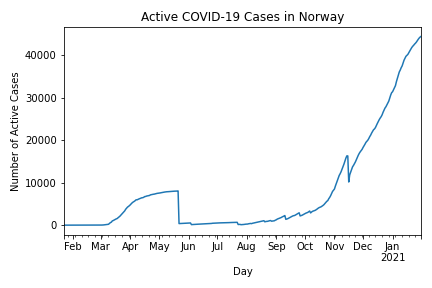 Active COVID-19 Cases in Norway
Number of Active Cases
40000
30000
20000
10000
0
Feb Mar Apr May Jun Jul Aug Sep Oct Nov Dec Jan
2021
Day